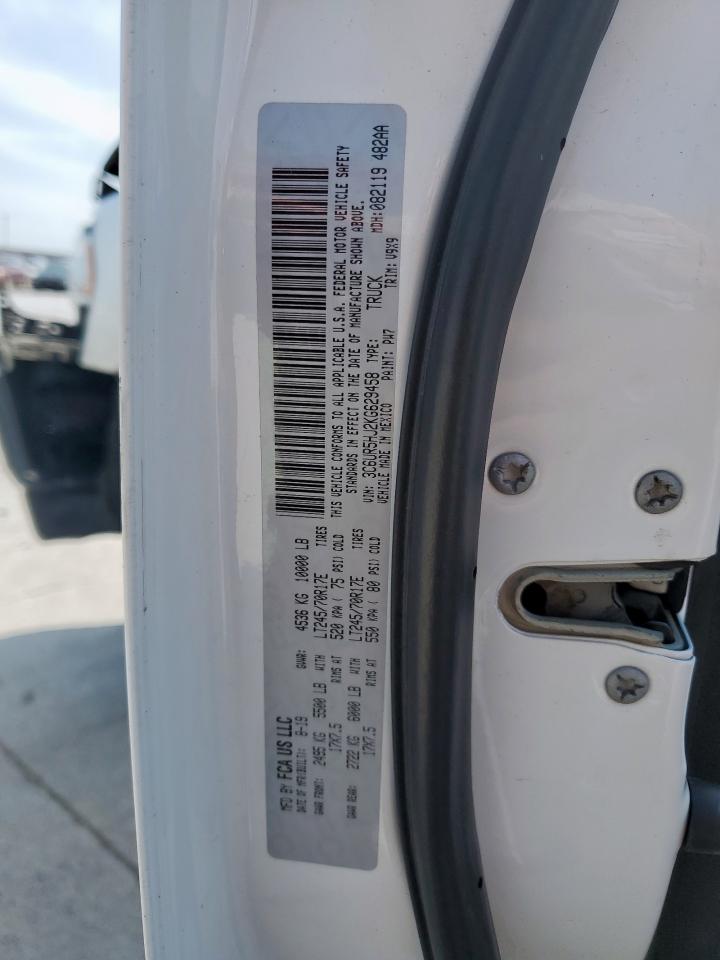 MFD BY FCA US LLC
DATE OF MFR(BUILT): 8-19 GVWR: 4536 KG 10000 LB
GAWR FRONT: 2495 KG 5500 LB WITH LT245/70R17E TIRES
17X7.5 RIMS AT 520 KPA ( 75 PSI) COLD
GAWR REAR: 2722 KG 6000 LB WITH LT245/70R17E TIRES
17X7.5 RIMS AT 550 KPA ( 80 PSI) COLD
THIS VEHICLE CONFORMS TO ALL APPLICABLE U.S.A. FEDERAL MOTOR VEHICLE SAFETY
STANDARDS IN EFFECT ON THE DATE OF MANUFACTURE SHOWN ABOVE.
VIN: 3C6UR5HJ2KG629458 TYPE: TRUCK MDH:082119 482AA
VEHICLE MADE IN MEXICO PAINT: PW7 TRIM: V9X9